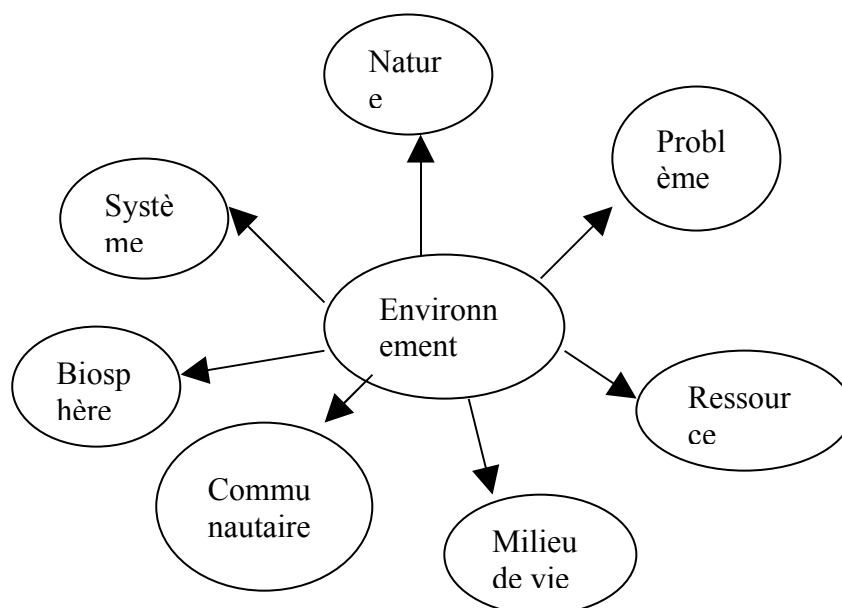 Natur
e
Probl
ème
Systè
me
Environn
ement
Biosp
hère
Ressour
ce
Commu
nautaire
Milieu
de vie